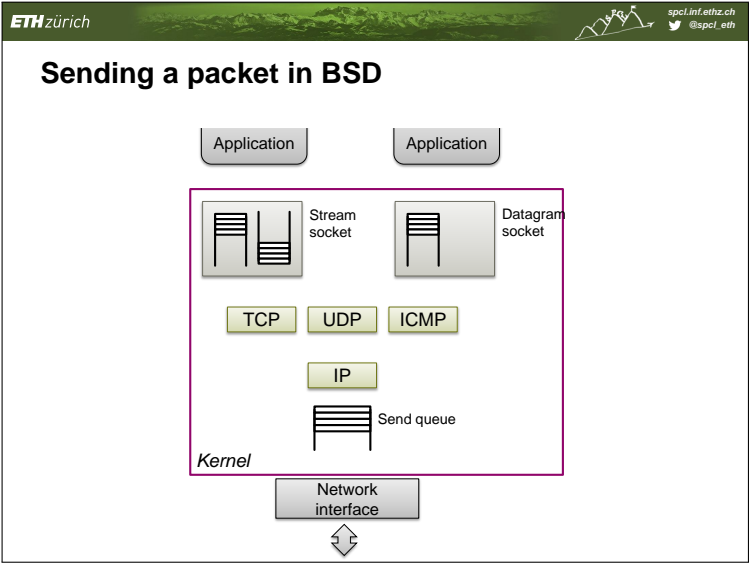 ETH zürich
spcl.inf.ethz.ch
@spcl_eth
Sending a packet in BSD
Application
Application
Stream
socket
Datagram
socket
TCP
UDP
ICMP
IP
Send queue
Kernel
Network
interface